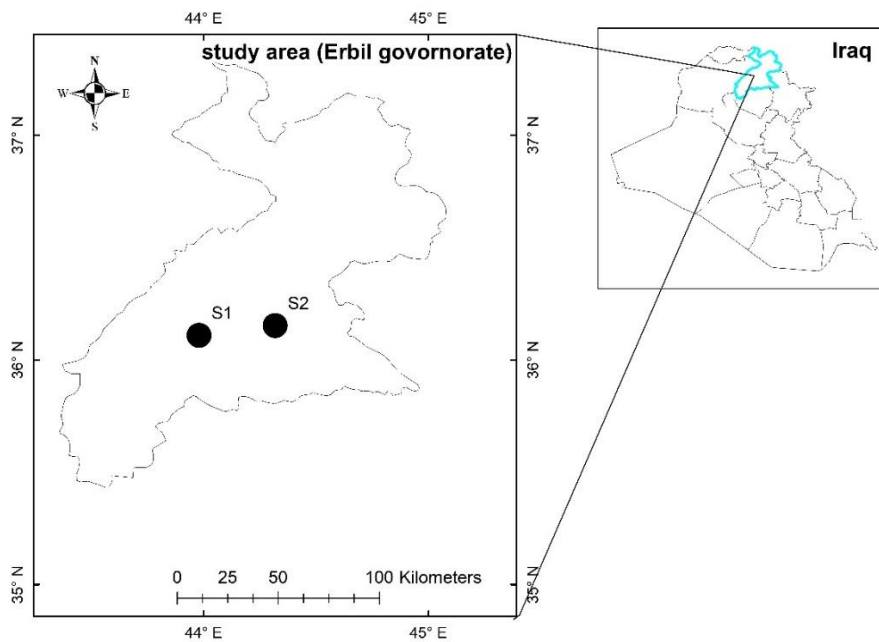 44° E
45° E
study area (Erbil govornorate)
Iraq
N
W
E
S
37° N
37° N
S1
S2
36° N
36° N
35° N
35° N
0 25 50 100 Kilometers
44° E
45° E